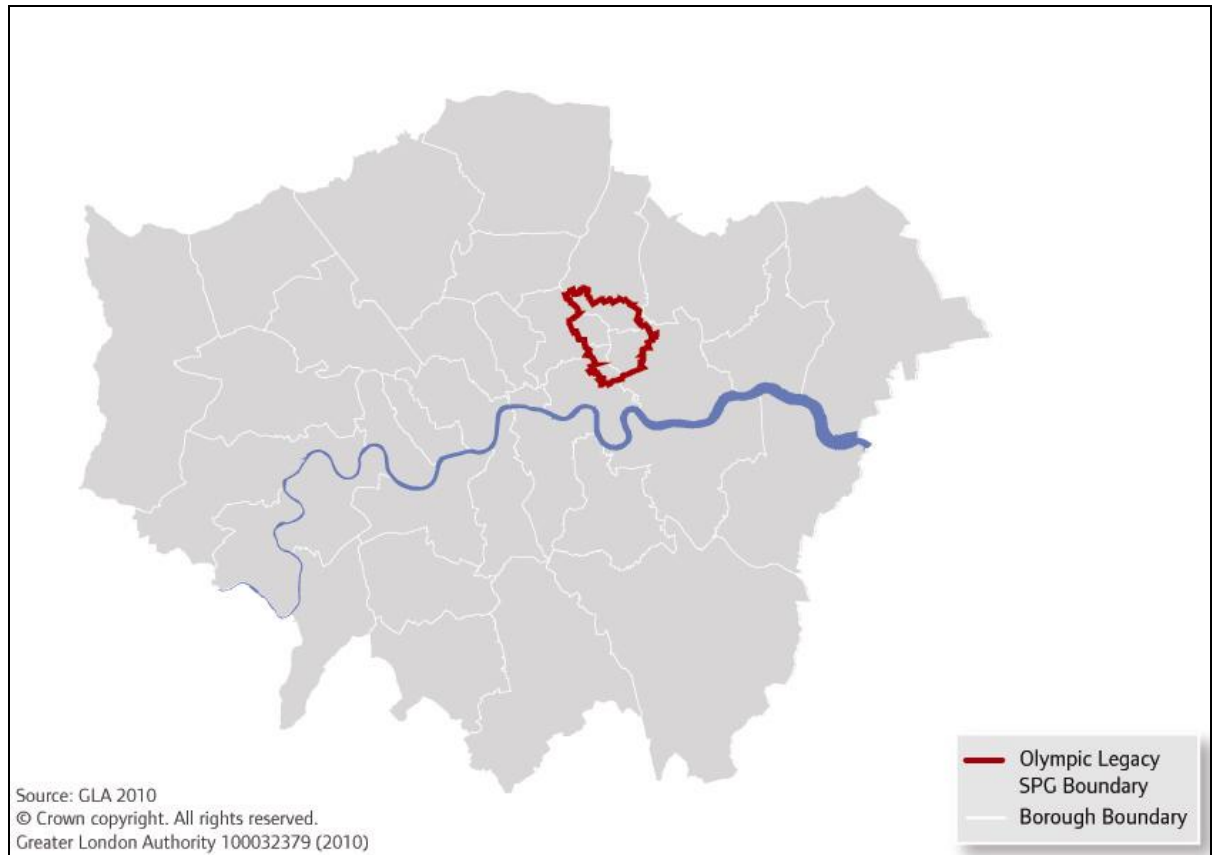 Source: GLA 2010
© Crown copyright. All rights reserved.
Greater London Authority 100032379 (2010)
Olympic Legacy
SPG Boundary
Borough Boundary